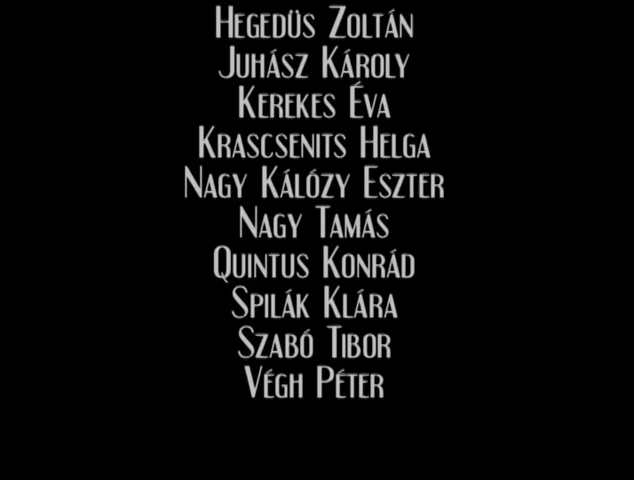 Hegedüs Zoltán
Juhász Károly
Kerekes Éva
Krascsenits Helga
Nagy Kálózy Eszter
Nagy Tamás
Quintus Konrád
Spilák Klára
Szabó Tibor
Végh Péter